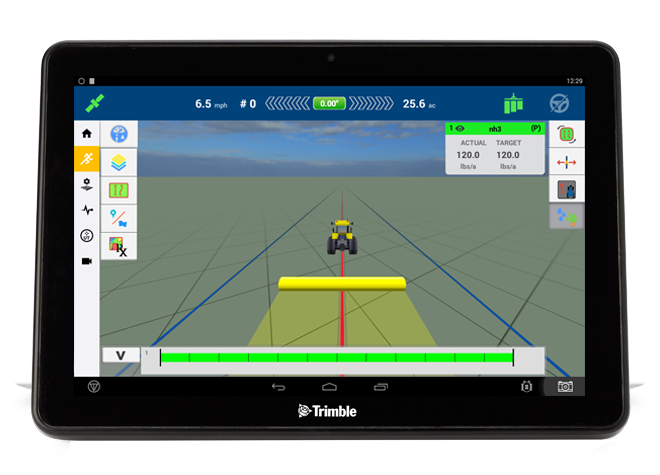 12:29
6.5 mph # 0 0.00" 25.6 ac
1 nh3 (P)
ACTUAL TARGET
120.0 120.0
lbs/a lbs/a
Rx
V
1
Trimble